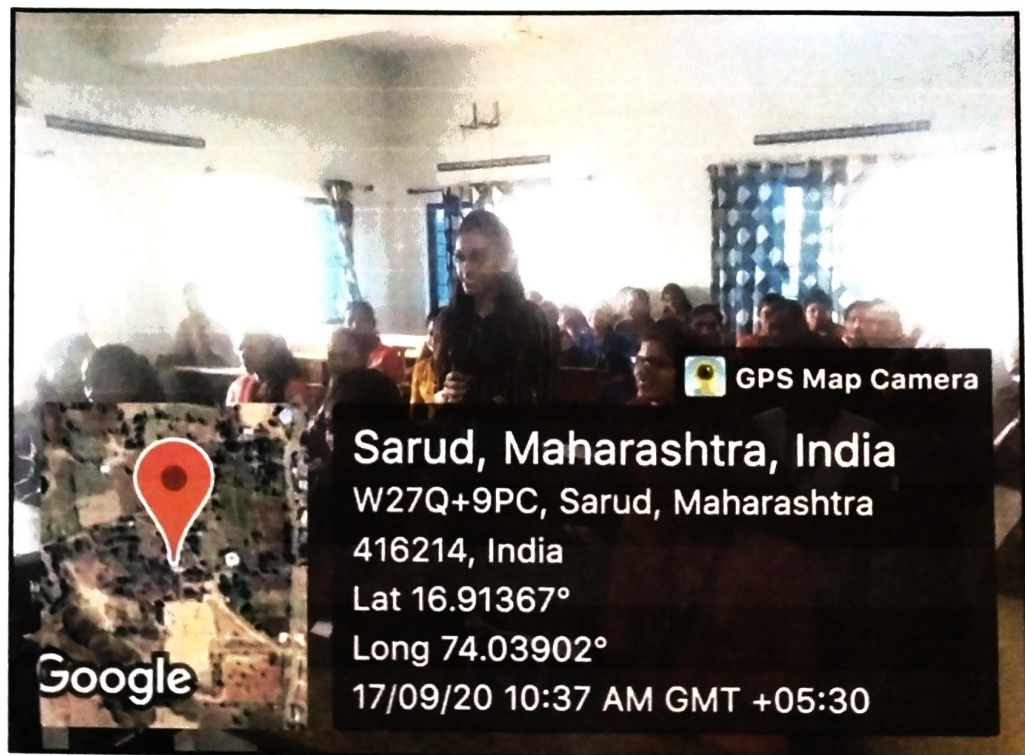 GPS Map Camera
Sarud, Maharashtra, India
W27Q+9PC, Sarud, Maharashtra
416214, India
Lat 16.91367°
Long 74.03902°
17/09/20 10:37 AM GMT +05:30
Google